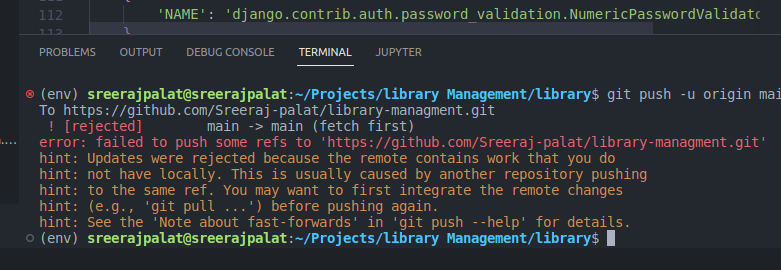 112 'NAME': 'django.contrib.auth.password_validation.NumericPasswordValidato
113 }
PROBLEMS OUTPUT DEBUG CONSOLE TERMINAL JUPYTER
(env) sreerajpalat@sreerajpalat:~/Projects/library Management/library$ git push -u origin mai
To https://github.com/Sreeraj-palat/library-managment.git
! [rejected] main -> main (fetch first)
error: failed to push some refs to 'https://github.com/Sreeraj-palat/library-managment.git'
hint: Updates were rejected because the remote contains work that you do
hint: not have locally. This is usually caused by another repository pushing
hint: to the same ref. You may want to first integrate the remote changes
hint: (e.g., 'git pull ...') before pushing again.
hint: See the 'Note about fast-forwards' in 'git push --help' for details.
(env) sreerajpalat@sreerajpalat:~/Projects/library Management/library$